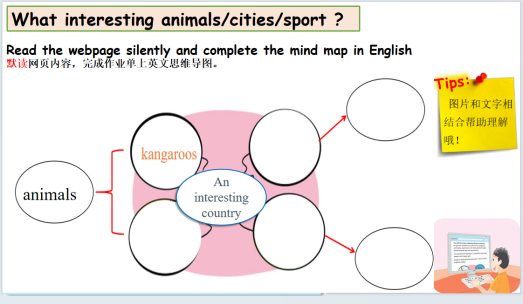 What interesting animals/cities/sport ?
Read the webpage silently and complete the mind map in English
默读网页内容，完成作业单上英文思维导图。
Tips:
图片和文字相
结合帮助理解
哦！
kangaroos
An
interesting
country
animals